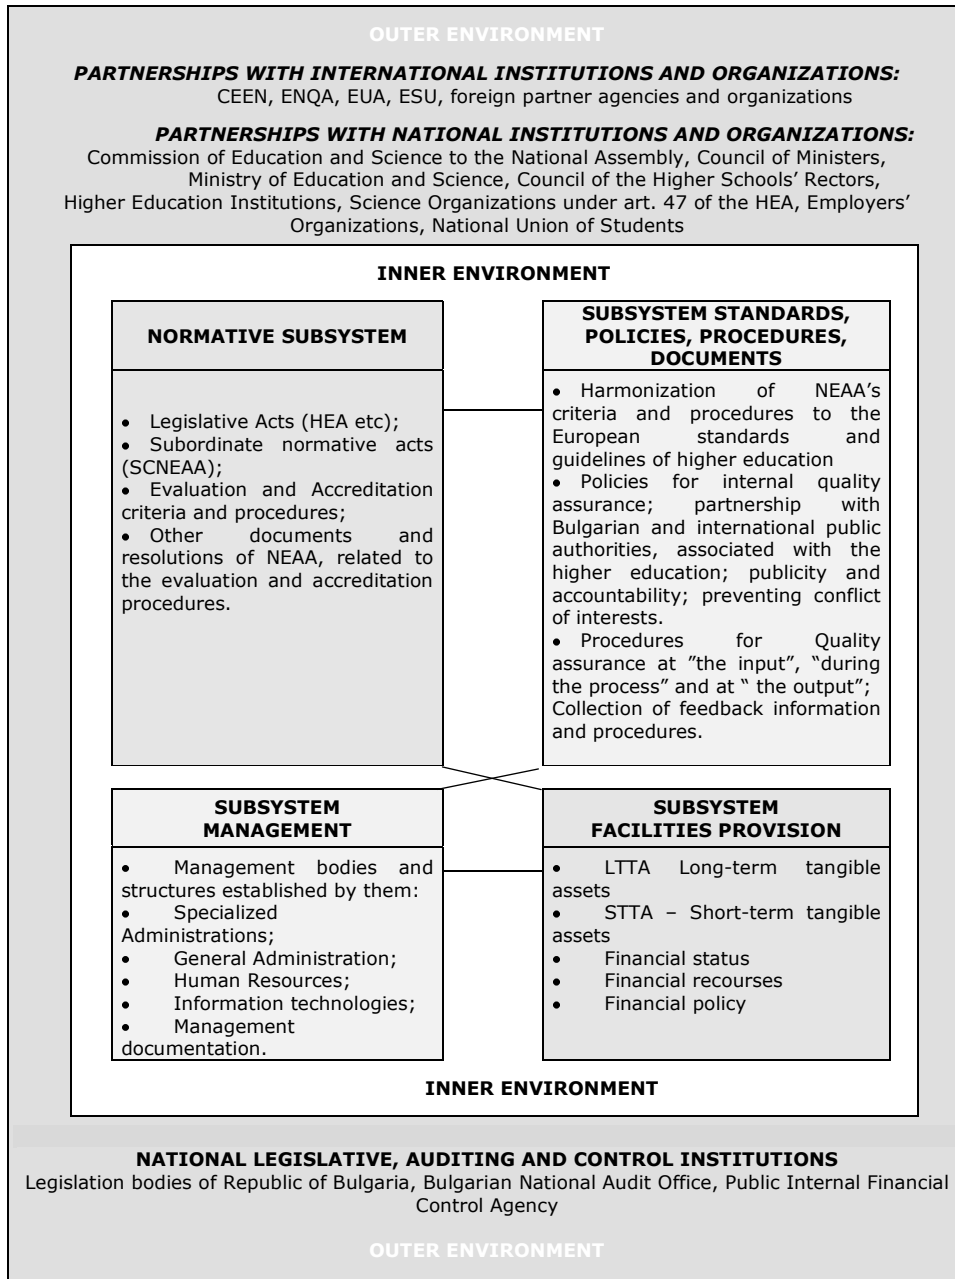 OUTER ENVIRONMENT
PARTNERSHIPS WITH INTERNATIONAL INSTITUTIONS AND ORGANIZATIONS:
CEEN, ENQA, EUA, ESU, foreign partner agencies and organizations
PARTNERSHIPS WITH NATIONAL INSTITUTIONS AND ORGANIZATIONS:
Commission of Education and Science to the National Assembly, Council of Ministers,
Ministry of Education and Science, Council of the Higher Schools' Rectors,
Higher Education Institutions, Science Organizations under art. 47 of the HEA, Employers'
Organizations, National Union of Students
INNER ENVIRONMENT
NORMATIVE SUBSYSTEM
• Legislative Acts (HEA etc);
• Subordinate normative acts
(SCNEAA);
• Evaluation and Accreditation
criteria and procedures;
• Other documents and
resolutions of NEAA, related to
the evaluation and accreditation
procedures.
SUBSYSTEM STANDARDS,
POLICIES, PROCEDURES,
DOCUMENTS
• Harmonization of NEAA's
criteria and procedures to the
European standards and
guidelines of higher education
• Policies for internal quality
assurance; partnership with
Bulgarian and international public
authorities, associated with the
higher education; publicity and
accountability; preventing conflict
of interests.
• Procedures for Quality
assurance at "the input", "during
the process" and at " the output";
Collection of feedback information
and procedures.
SUBSYSTEM
MANAGEMENT
• Management bodies and
structures established by them:
• Specialized
Administrations;
• General Administration;
• Human Resources;
• Information technologies;
• Management
documentation.
SUBSYSTEM
FACILITIES PROVISION
• LTTA Long-term tangible
assets
• STTA – Short-term tangible
assets
• Financial status
• Financial recourses
• Financial policy
INNER ENVIRONMENT
NATIONAL LEGISLATIVE, AUDITING AND CONTROL INSTITUTIONS
Legislation bodies of Republic of Bulgaria, Bulgarian National Audit Office, Public Internal Financial
Control Agency
OUTER ENVIRONMENT